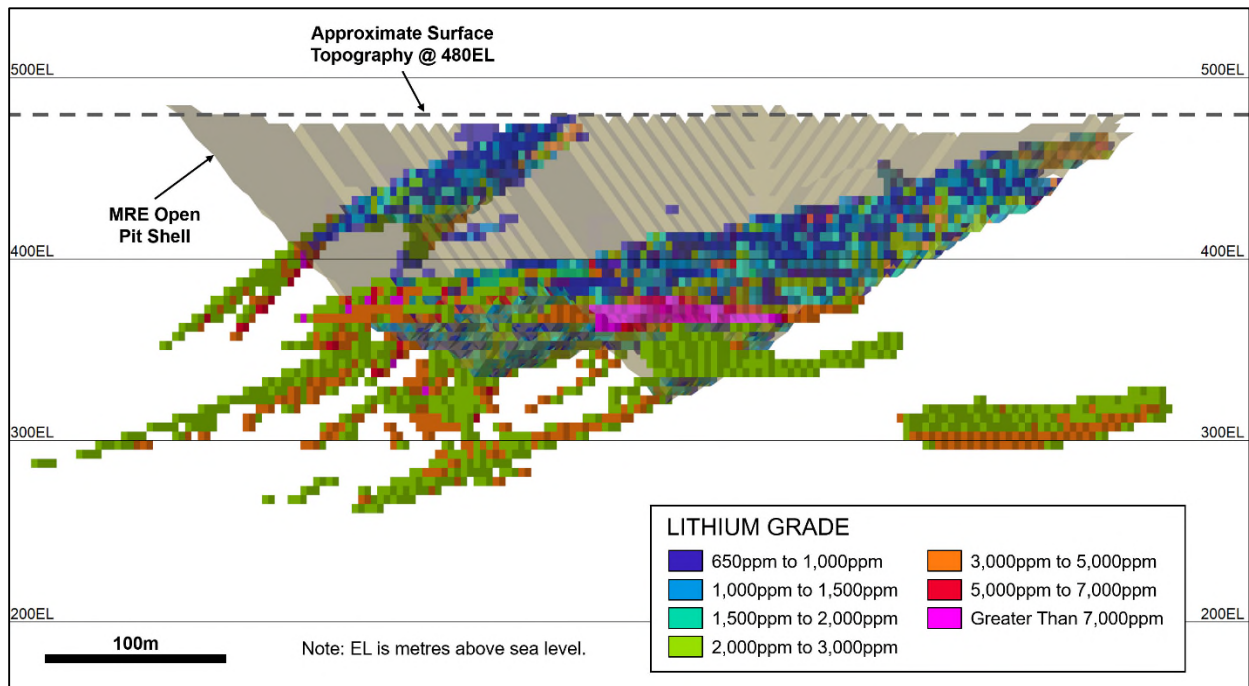 Approximate Surface
Topography @ 480EL
500EL
500EL
MRE Open
Pit Shell
400EL
400EL
300EL
300EL
LITHIUM GRADE
650ppm to 1,000ppm
3,000ppm to 5,000ppm
1,000ppm to 1,500ppm
5,000ppm to 7,000ppm
1,500ppm to 2,000ppm
Greater Than 7,000ppm
2,000ppm to 3,000ppm
200EL
200EL
100m
Note: EL is metres above sea level.